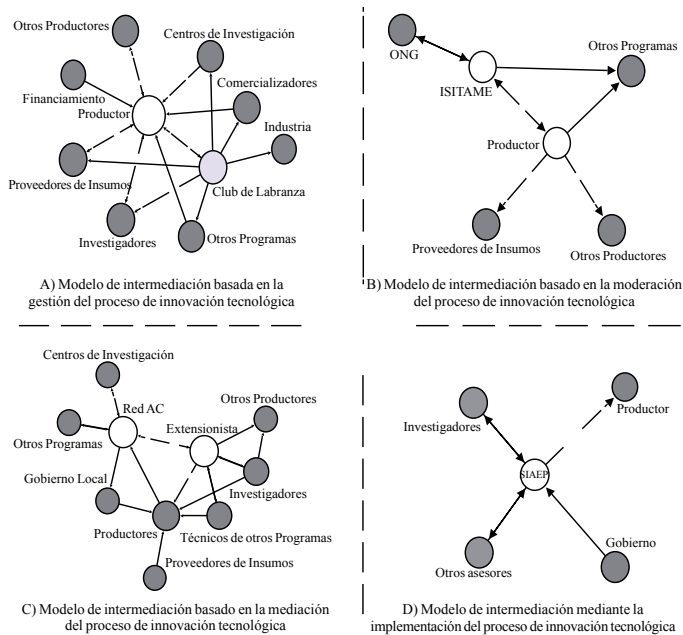 Otros Productores
Centros de Investigación
Comercializadores
Financiamiento
Productor
Industria
Proveedores de Insumos
Club de Labranza
Investigadores
Otros Programas
A) Modelo de intermediación basada en la
gestión del proceso de innovación tecnológica
ONG
Otros Programas
ISITAME
Productor
Proveedores de Insumos
Otros Productores
B) Modelo de intermediación basado en la moderación
del proceso de innovación tecnológica
Centros de Investigación
Red AC
Otros Productores
Extensionista
Otros Programas
Gobierno Local
Investigadores
Productores
Técnicos de otros Programas
Proveedores de Insumos
C) Modelo de intermediación basado en la mediación
del proceso de innovación tecnológica
Productor
Investigadores
SIAEP
Gobierno
Otros asesores
D) Modelo de intermediación mediante la
implementación del proceso de innovación tecnológica